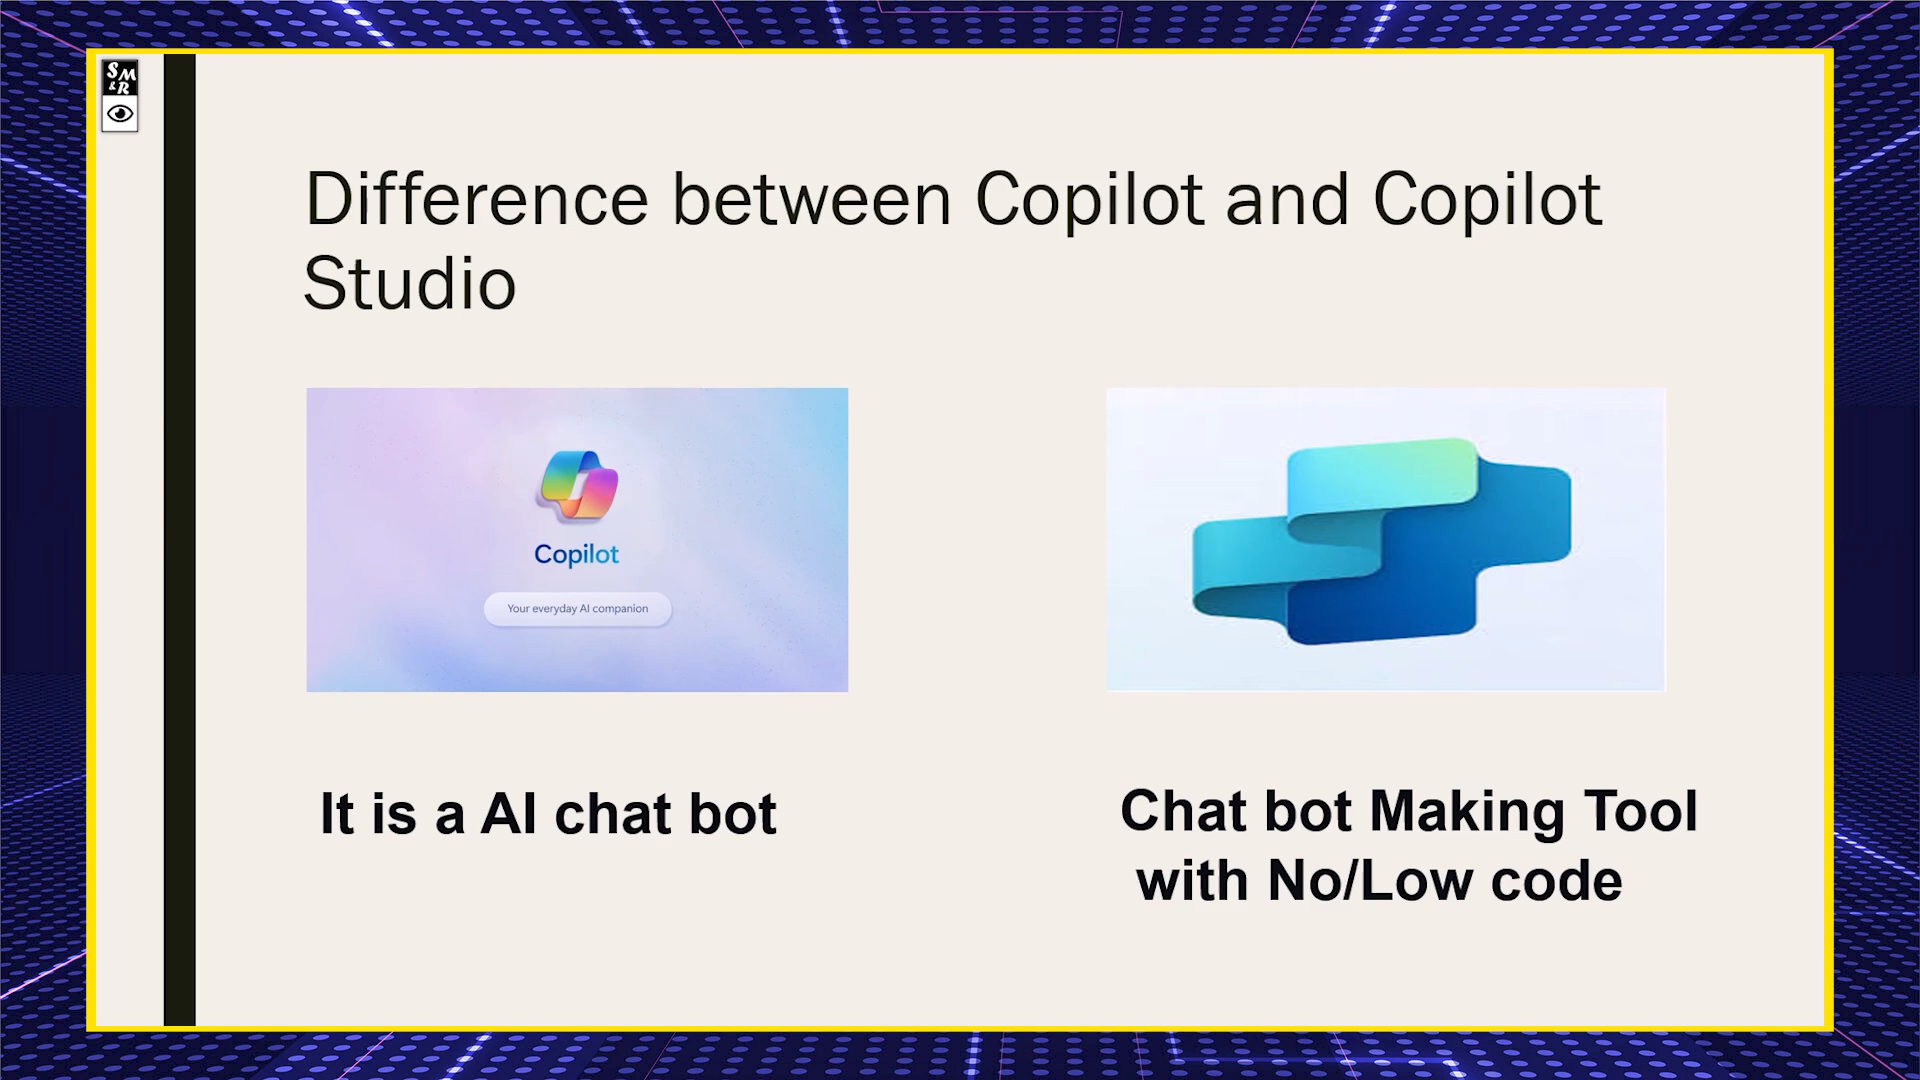 SM
&R
Difference between Copilot and Copilot
Studio
Copilot
Your everyday AI companion
It is a AI chat bot
Chat bot Making Tool
with No/Low code